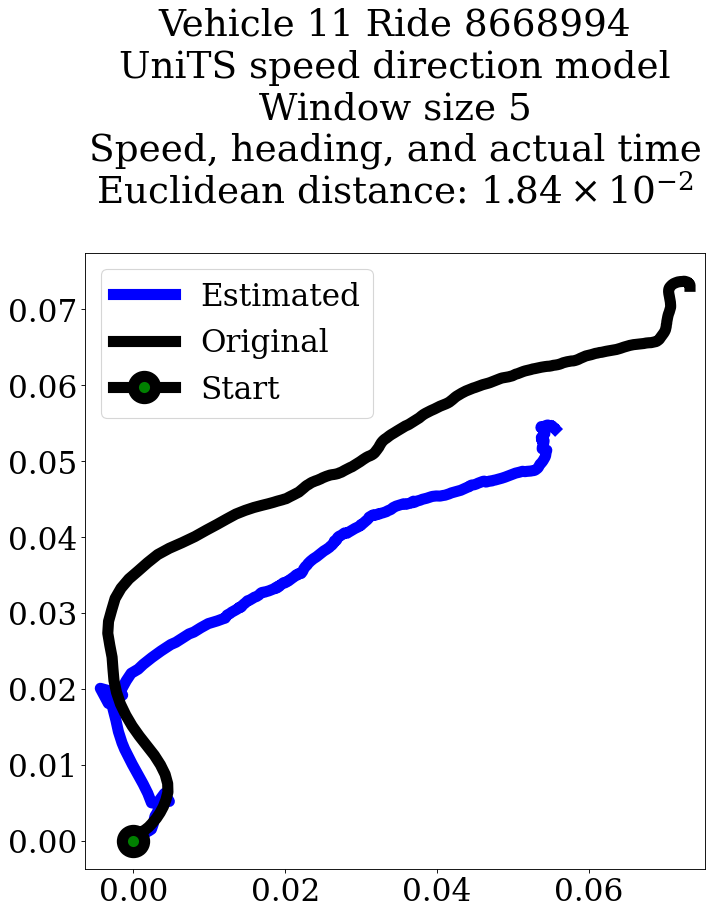 Vehicle 11 Ride 8668994
UniTS speed direction model
Window size 5
Speed, heading, and actual time
Euclidean distance: 1.84 × 10⁻²
Estimated
Original
Start
0.07
0.06
0.05
0.04
0.03
0.02
0.01
0.00
0.00 0.02 0.04 0.06